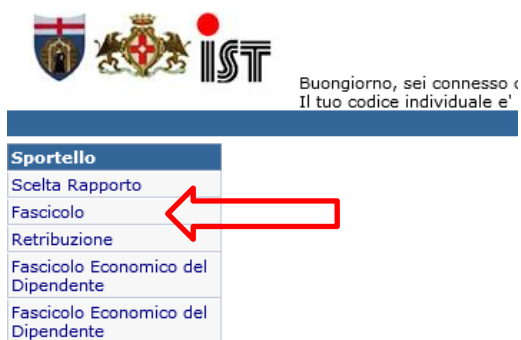 IST
Buongiorno, sei connesso
Il tuo codice individuale e'
Sportello
Scelta Rapporto
Fascicolo
Retribuzione
Fascicolo Economico del
Dipendente
Fascicolo Economico del
Dipendente